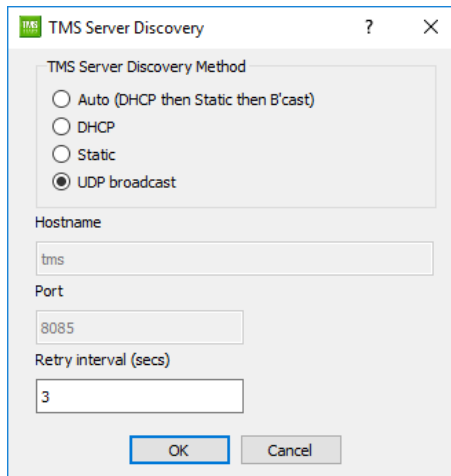 TMS Server Discovery
TMS Server Discovery Method
Auto (DHCP then Static then B'cast)
DHCP
Static
UDP broadcast
Hostname
tms
Port
8085
Retry interval (secs)
3
OK Cancel